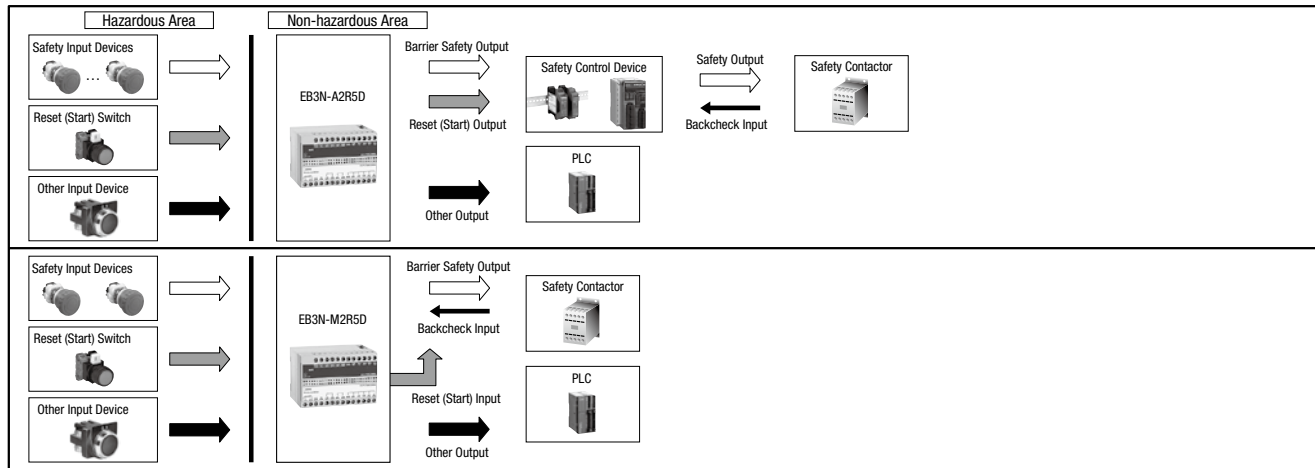 Hazardous Area
Non-hazardous Area
Safety Input Devices
...
Reset (Start) Switch
Other Input Device
EB3N-A2R5D
Barrier Safety Output
Reset (Start) Output
Other Output
Safety Control Device
PLC
Safety Output
Backcheck Input
Safety Contactor
Safety Input Devices
Reset (Start) Switch
Other Input Device
EB3N-M2R5D
Barrier Safety Output
Backcheck Input
Reset (Start) Input
Other Output
Safety Contactor
PLC